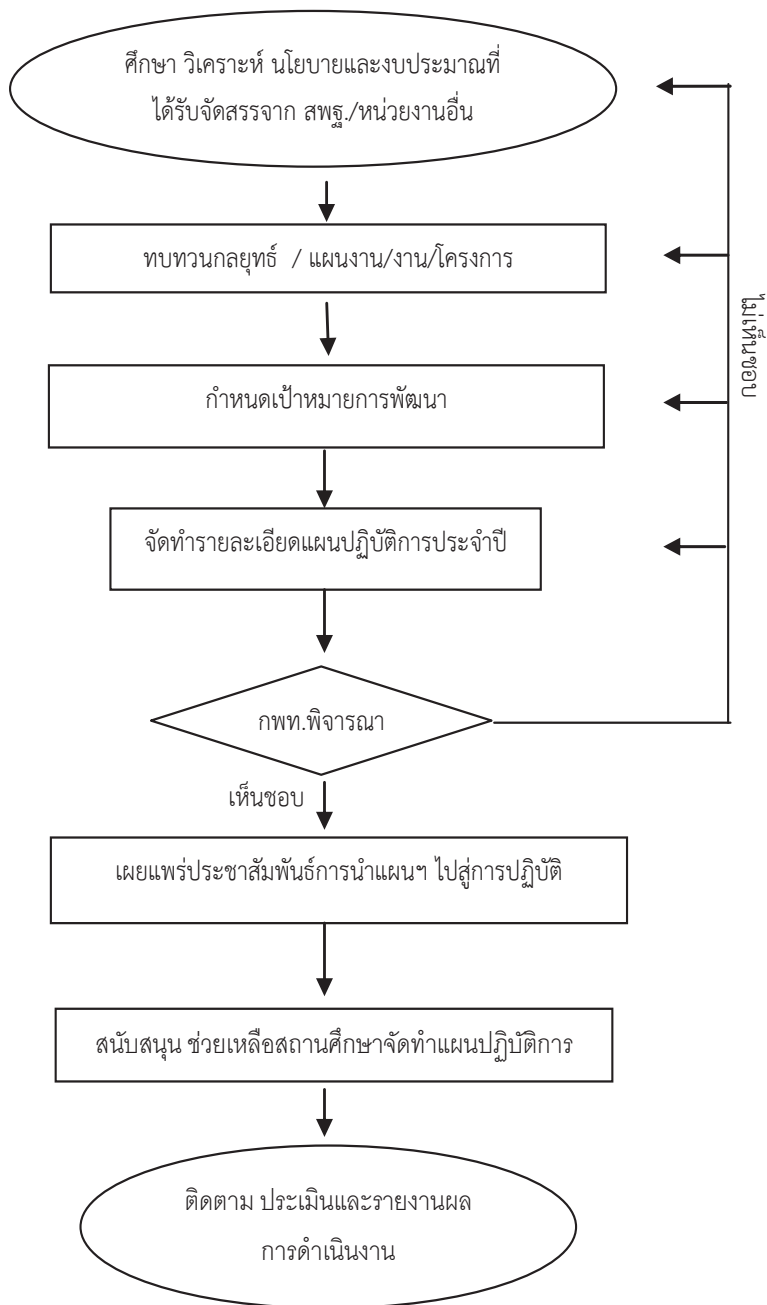 ศึกษา วิเคราะห์ นโยบายและงบประมาณที่
ได้รับจัดสรรจาก สพฐ./หน่วยงานอื่น
ทบทวนกลยุทธ์ / แผนงาน/งาน/โครงการ
ไม่เห็นชอบ
กำหนดเป้าหมายการพัฒนา
จัดทำรายละเอียดแผนปฏิบัติการประจำปี
กพท.พิจารณา
เห็นชอบ
เผยแพร่ประชาสัมพันธ์การนำแผนฯ ไปสู่การปฏิบัติ
สนับสนุน ช่วยเหลือสถานศึกษาจัดทำแผนปฏิบัติการ
ติดตาม ประเมินและรายงานผล
การดำเนินงาน